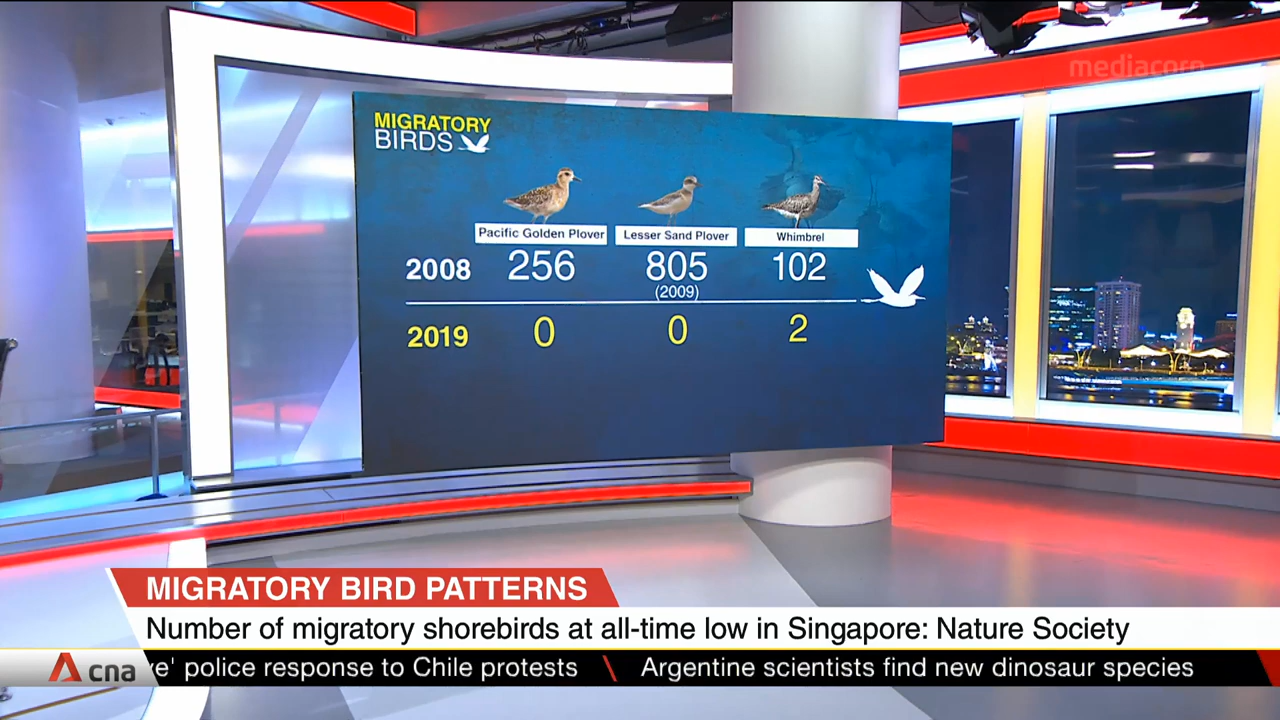 mediacorp
MIGRATORY
BIRDS
Pacific Golden Plover Lesser Sand Plover Whimbrel
2008 256 805 102
(2009)
2019 0 0 2
MIGRATORY BIRD PATTERNS
Number of migratory shorebirds at all-time low in Singapore: Nature Society
cna e' police response to Chile protests \ Argentine scientists find new dinosaur species